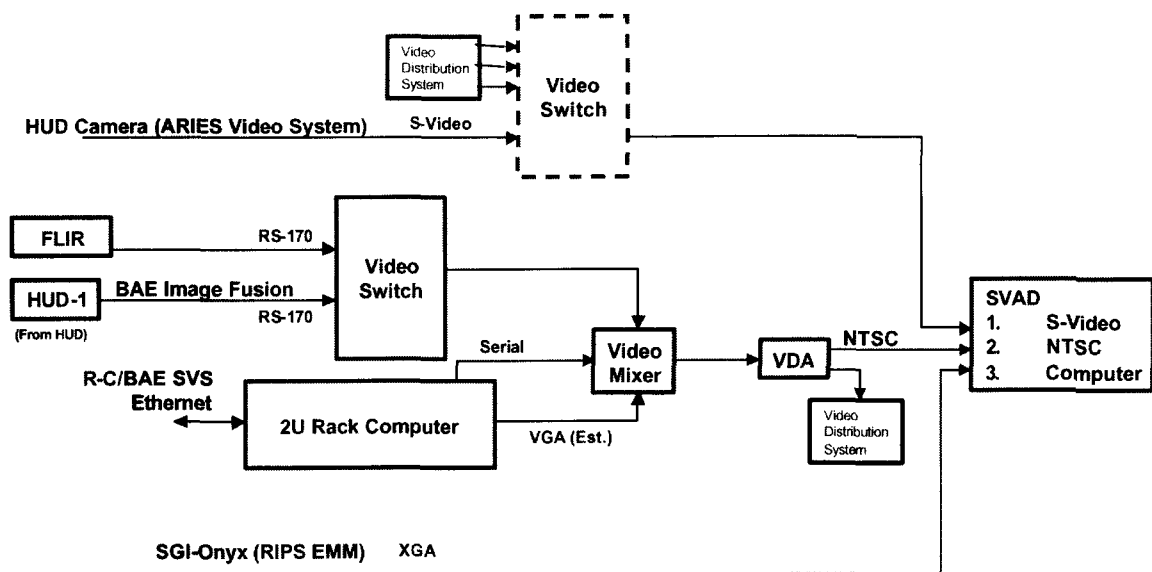 Video
Distribution
System
Video
Switch
HUD Camera (ARIES Video System)
S-Video
FLIR
RS-170
Video
Switch
HUD-1
BAE Image Fusion
(From HUD)
RS-170
SVAD
1. S-Video
2. NTSC
3. Computer
Serial
Video
Mixer
VDA
NTSC
R-C/BAE SVS
Ethernet
2U Rack Computer
VGA (Est.)
Video
Distribution
System
SGI-Onyx (RIPS EMM) XGA